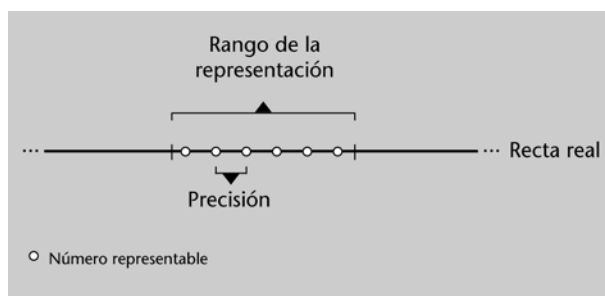 Rango de la
representación
... ... Recta real
Precisión
Número representable